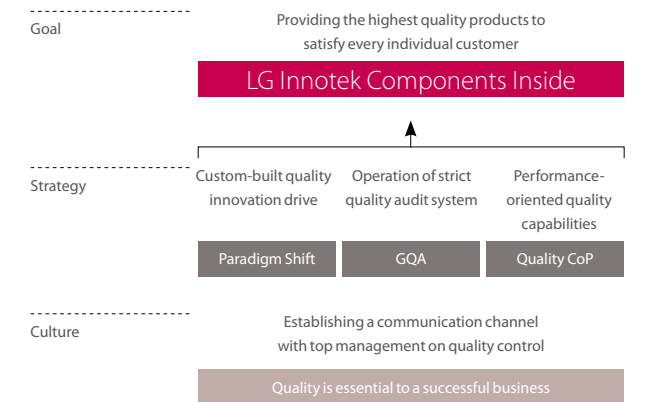 Goal
Providing the highest quality products to
satisfy every individual customer
LG Innotek Components Inside
Strategy
Custom-built quality
innovation drive
Operation of strict
quality audit system
Performance-
oriented quality
capabilities
Paradigm Shift
GQA
Quality CoP
Culture
Establishing a communication channel
with top management on quality control
Quality is essential to a successful business